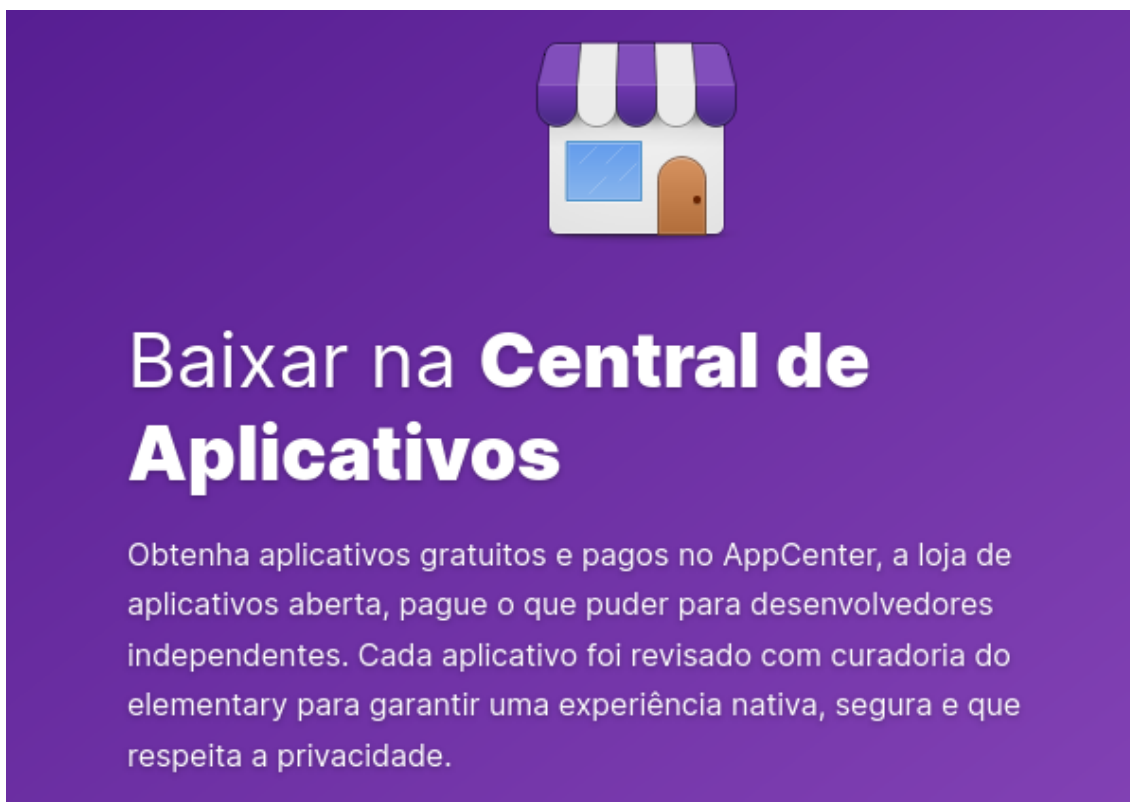 Baixar na Central de
Aplicativos
Obtenha aplicativos gratuitos e pagos no AppCenter, a loja de
aplicativos aberta, pague o que puder para desenvolvedores
independentes. Cada aplicativo foi revisado com curadoria do
elementary para garantir uma experiência nativa, segura e que
respeita a privacidade.